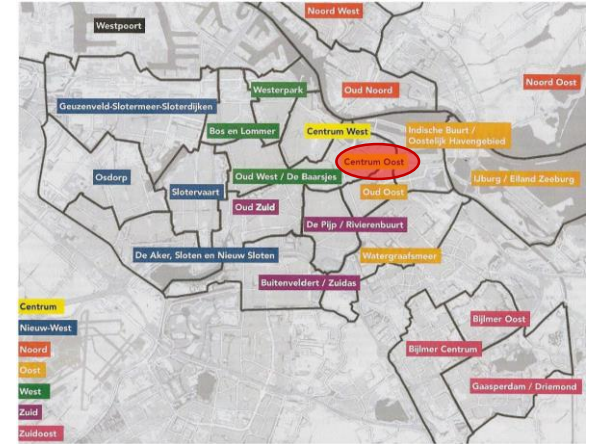 Noord West
Westpoort
Noord Oost
Westerpark
Oud Noord
Geuzenveld-Slotermeer-Sloterdijken
Bos en Lommer
Centrum West
Indische Buurt /
Oostelijk Havengebied
Centrum Oost
Osdorp
Slotervaart
Oud West / De Baarsjes
IJburg / Eiland Zeeburg
Oud Oost
Oud Zuid
De Pijp / Rivierenbuurt
De Aker, Sloten en Nieuw Sloten
Watergraafsmeer
Buitenveldert / Zuidas
Centrum
Nieuw-West
Noord
Oost
West
Zuid
Zuidoost
Bijlmer Oost
Bijlmer Centrum
Gaasperdam / Driemond